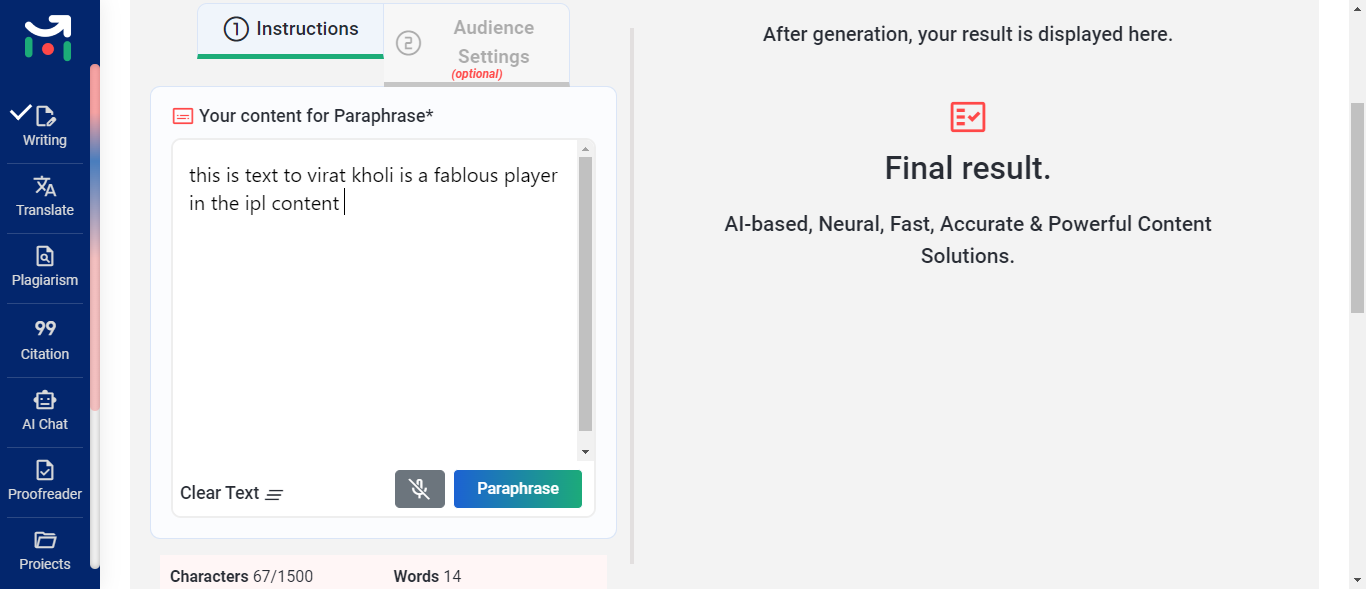 1 Instructions
2 Audience
Settings
(optional)
Your content for Paraphrase*
this is text to virat kholi is a fablous player
in the ipl content
Clear Text
Paraphrase
Characters 67/1500 Words 14
After generation, your result is displayed here.
Final result.
AI-based, Neural, Fast, Accurate & Powerful Content
Solutions.
Writing
Translate
Plagiarism
Citation
AI Chat
Proofreader
Projects